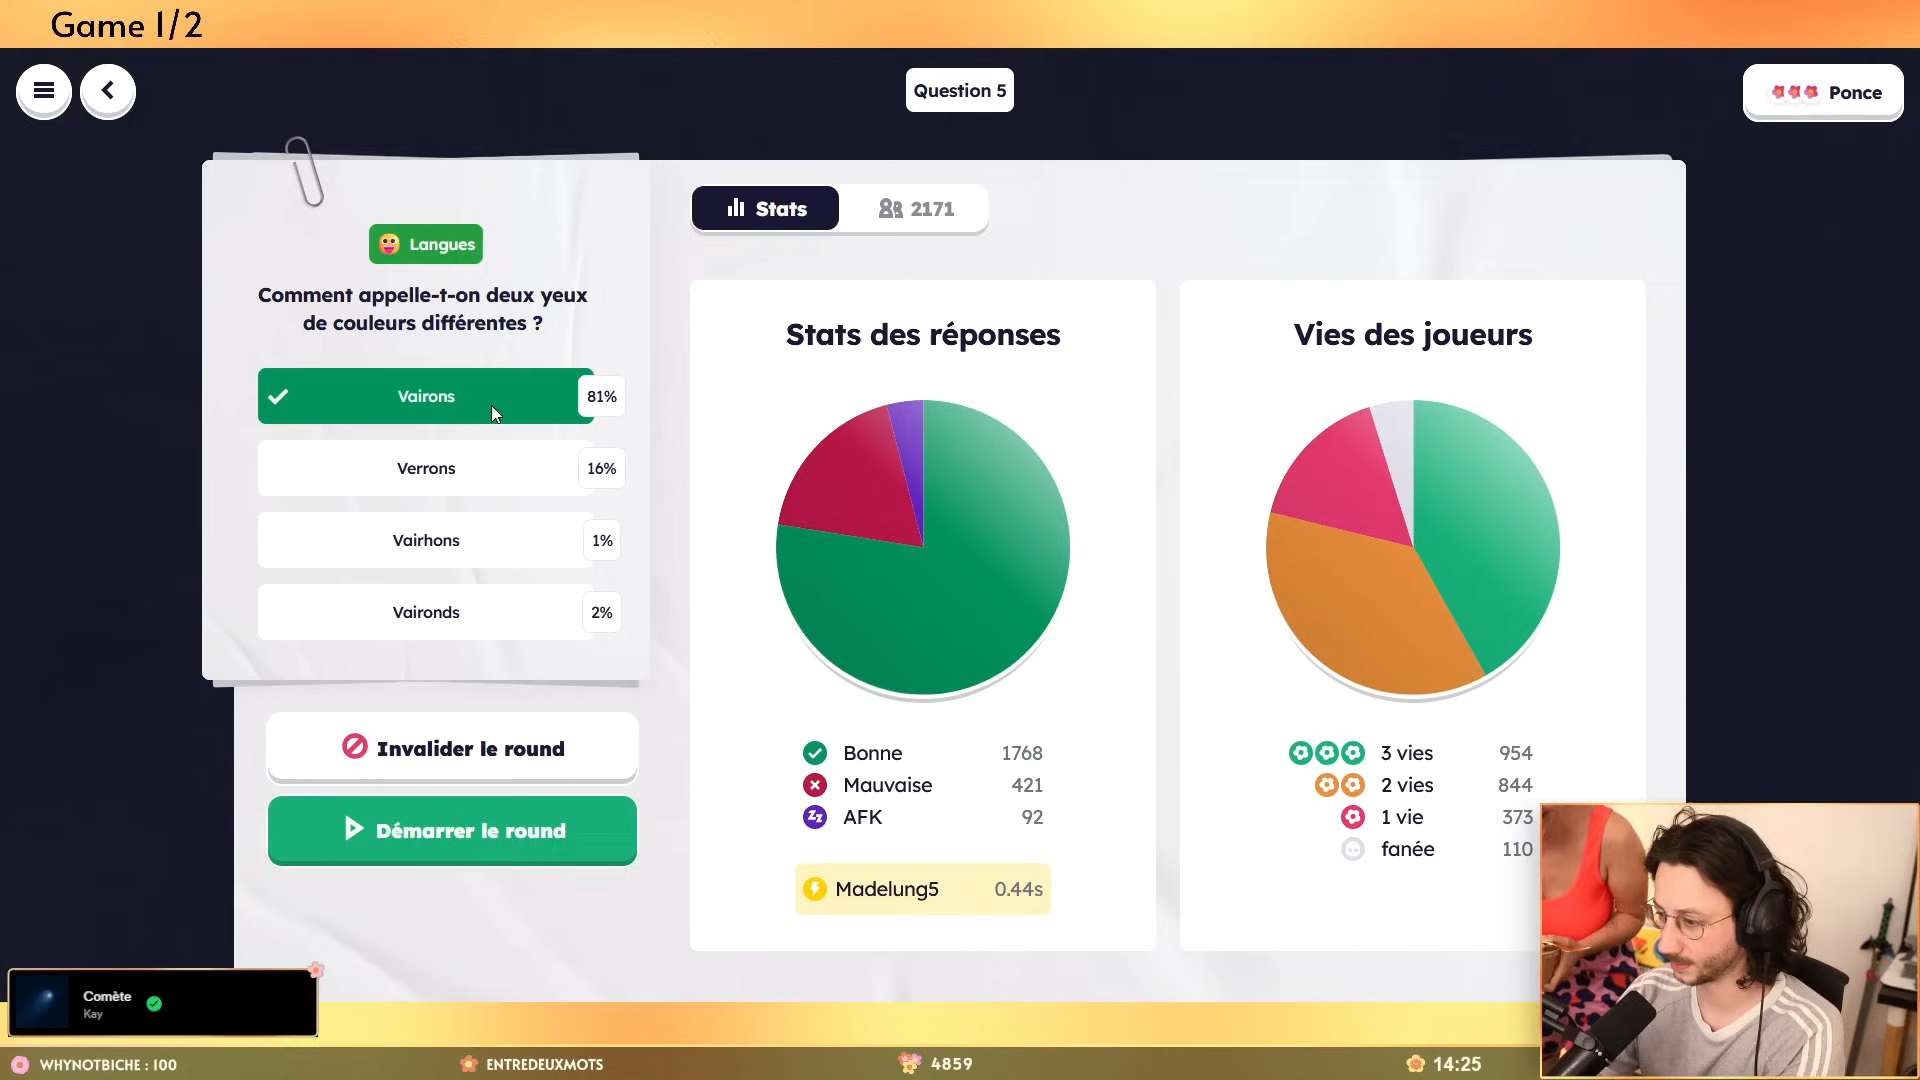 Game 1/2
Question 5
Ponce
Langues
Comment appelle-t-on deux yeux
de couleurs différentes ?
Vairons
81%
Verrons
16%
Vairhons
1%
Vaironds
2%
Invalider le round
Démarrer le round
Stats
2171
Stats des réponses
Bonne 1768
Mauvaise 421
AFK 92
Madelung5 0.44s
Vies des joueurs
3 vies 954
2 vies 844
1 vie 373
fanée 110
Comète
Kay
WHYNOTBICHE : 100
ENTREDEUXMOTS
4859
14:25